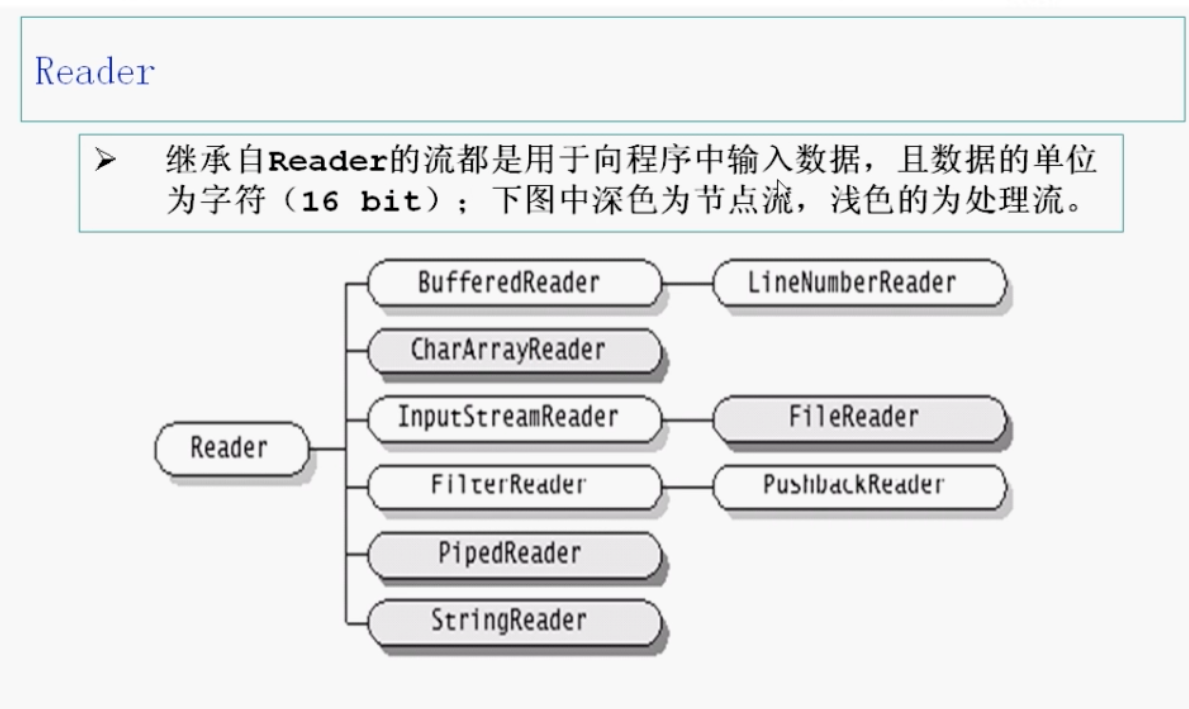 Reader
➢ 继承自Reader的流都是用于向程序中输入数据，且数据的单位
为字符（16 bit）；下图中深色为节点流，浅色的为处理流。
BufferedReader
LineNumberReader
CharArrayReader
InputStreamReader
FileReader
Reader
FilterReader
PushbackReader
PipedReader
StringReader